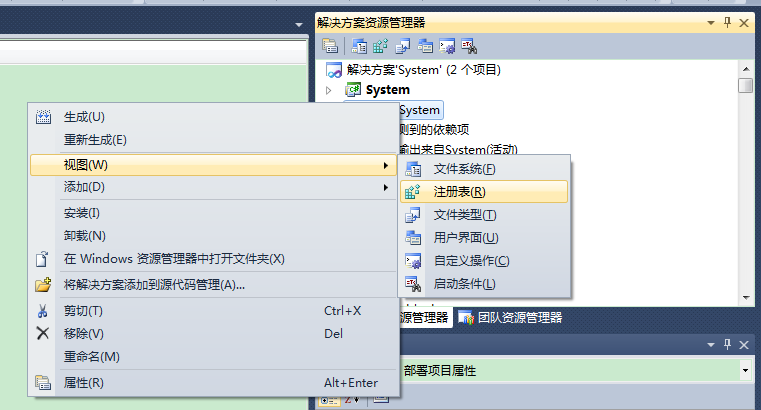 解决方案资源管理器
解决方案'System' (2 个项目)
System
System
测到的依赖项
输出来自System(活动)
生成(U)
重新生成(E)
视图(W)
添加(D)
安装(I)
卸载(N)
在 Windows 资源管理器中打开文件夹(X)
将解决方案添加到源代码管理(A)...
剪切(T) Ctrl+X
移除(V) Del
重命名(M)
属性(R) Alt+Enter
文件系统(F)
注册表(R)
文件类型(T)
用户界面(U)
自定义操作(C)
启动条件(L)
源管理器 团队资源管理器
部署项目属性